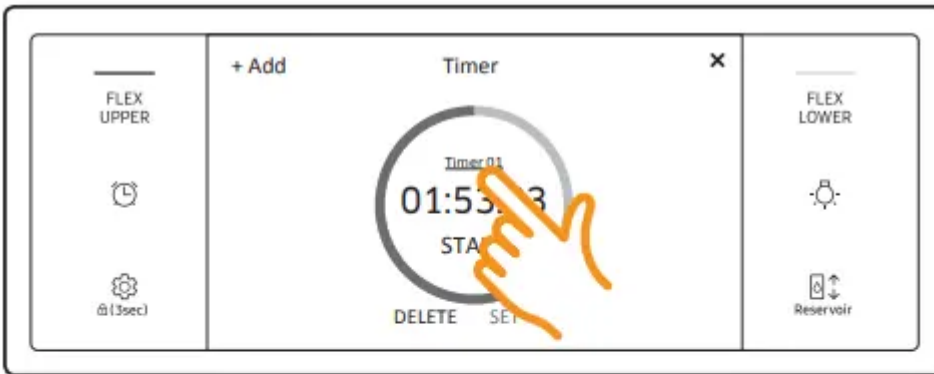 FLEX
UPPER
(3sec)
+ Add
Timer
Timer 01
DELETE
FLEX
LOWER
Reservoir